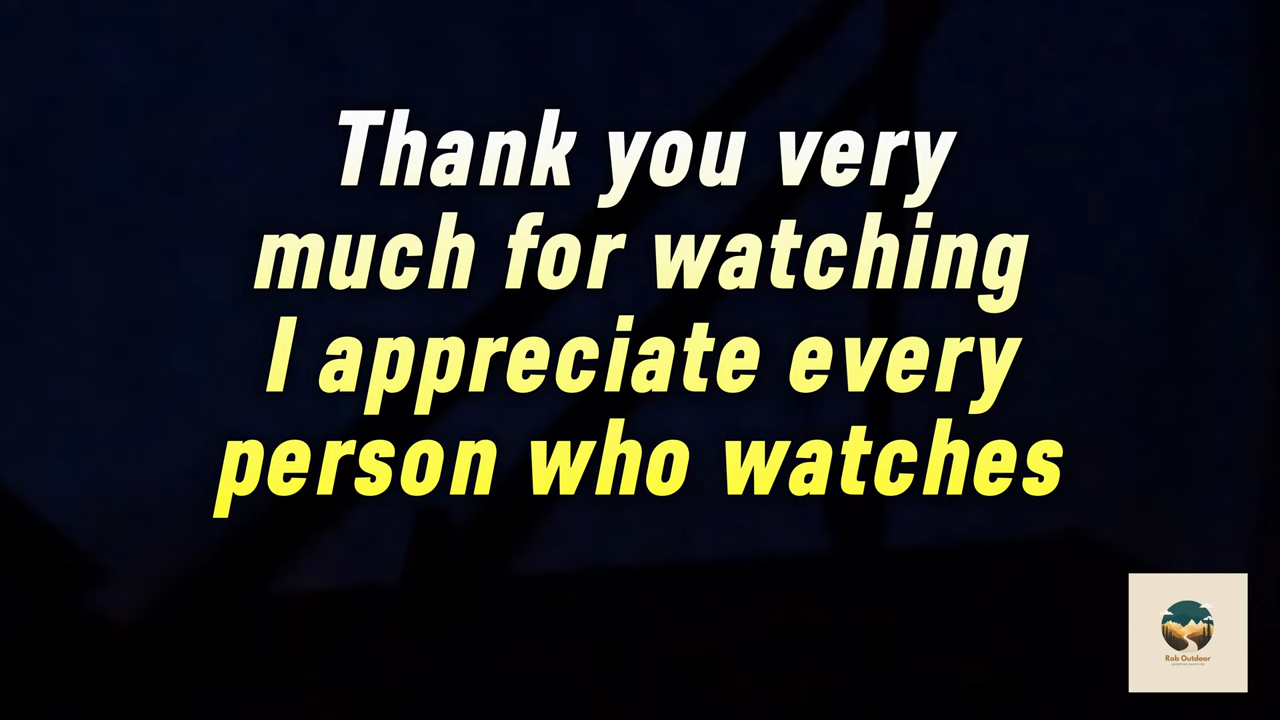 Thank you very
much for watching
I appreciate every
person who watches
Rob Outdoor